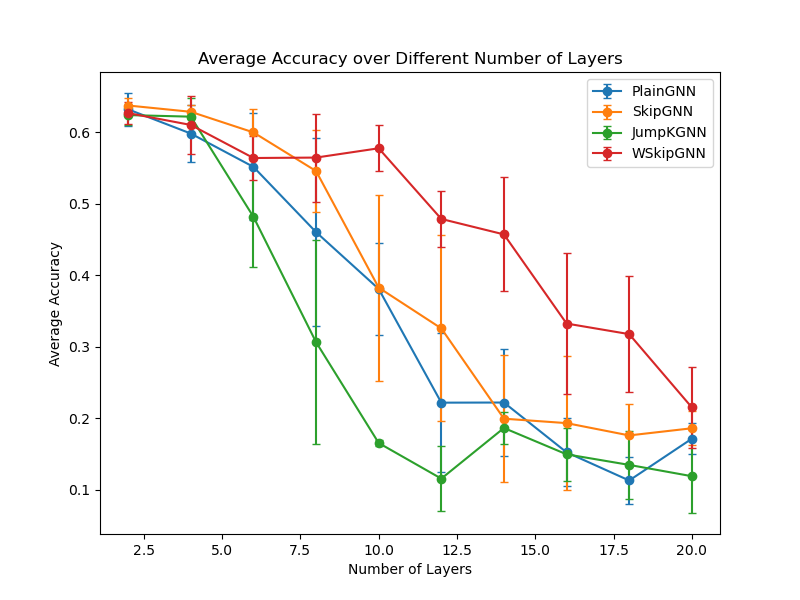 Average Accuracy over Different Number of Layers
PlainGNN
SkipGNN
JumpKGNN
WSkipGNN
Average Accuracy
0.6
0.5
0.4
0.3
0.2
0.1
2.5 5.0 7.5 10.0 12.5 15.0 17.5 20.0
Number of Layers